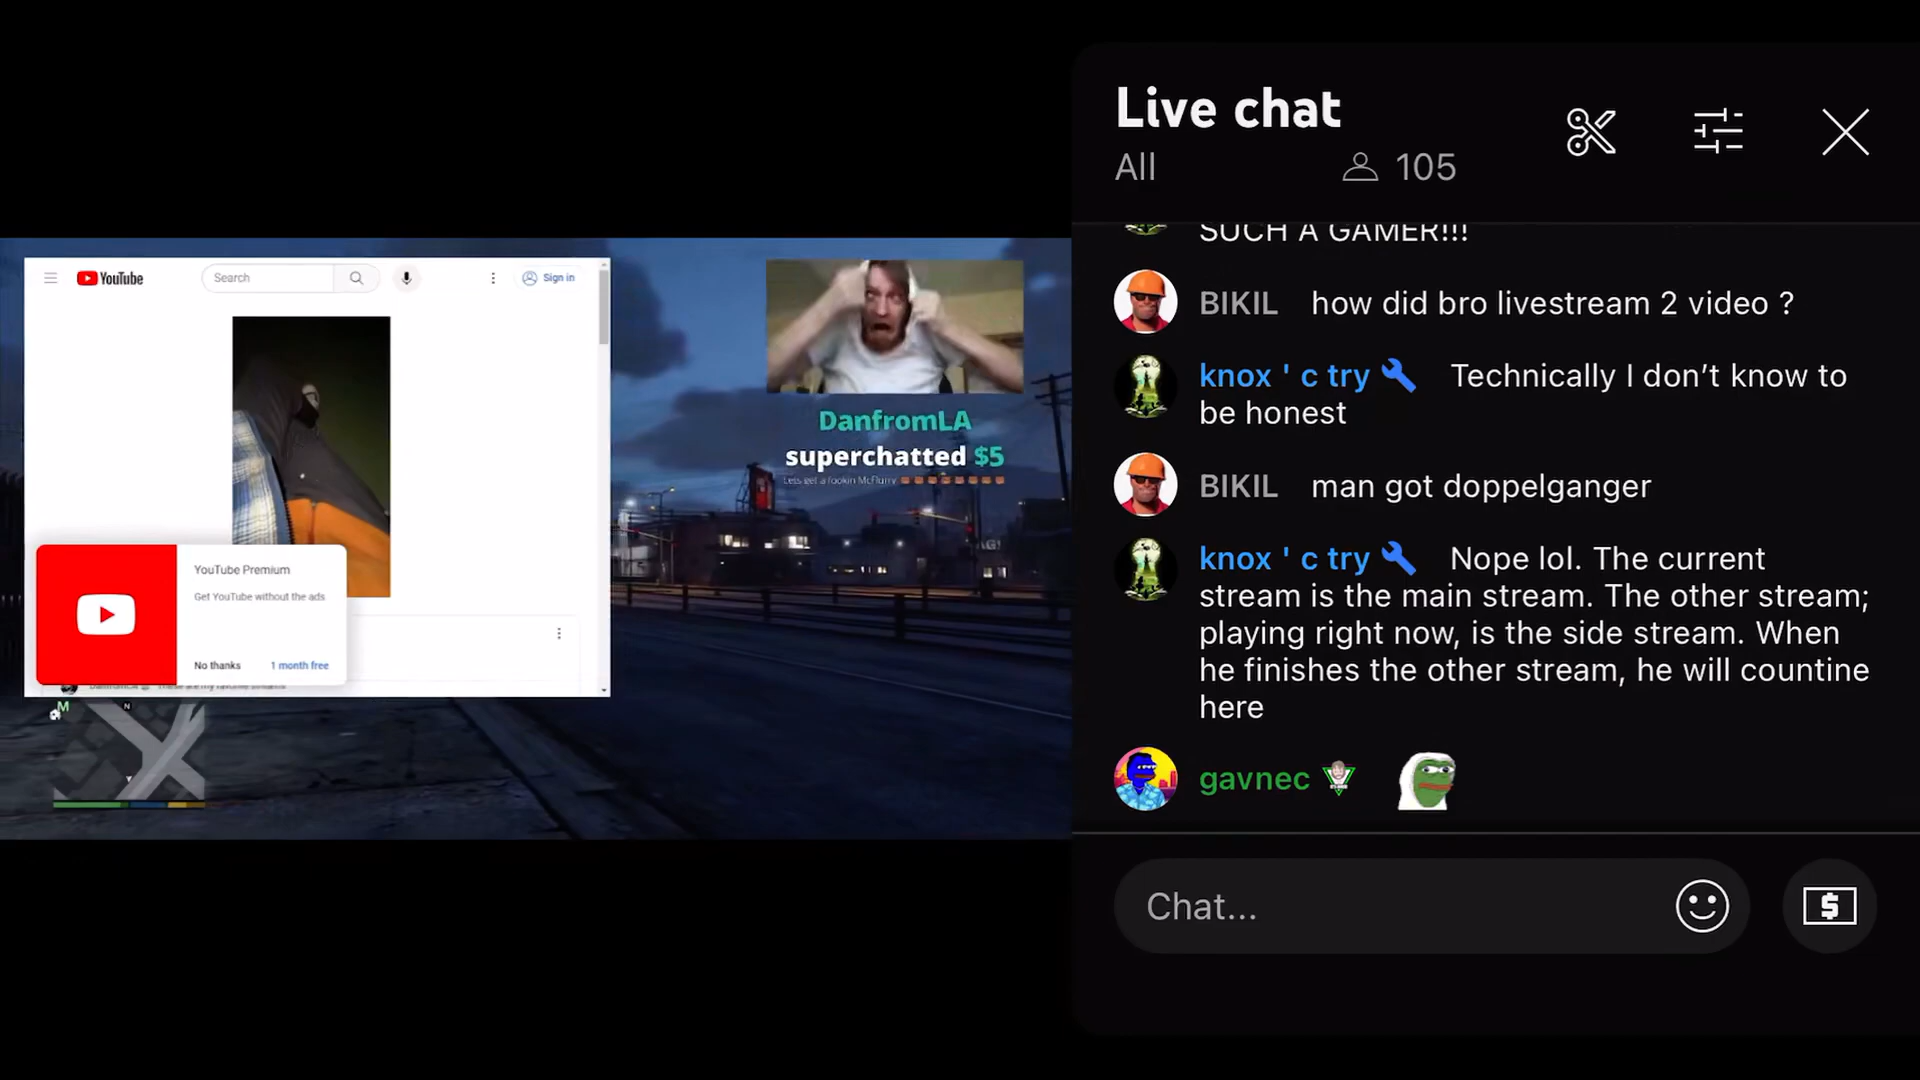 YouTube
Search
Sign in
YouTube Premium
Get YouTube without the ads
No thanks
1 month free
M
N
DanfromLA
superchatted $5
Lets get a fookin McFlurry
Live chat
All
105
SUCH A GAMER!!!
BIKIL how did bro livestream 2 video ?
knox ' c try Technically I don’t know to
be honest
BIKIL man got doppelganger
knox ' c try Nope lol. The current
stream is the main stream. The other stream;
playing right now, is the side stream. When
he finishes the other stream, he will countine
here
gavnec
Chat...
$